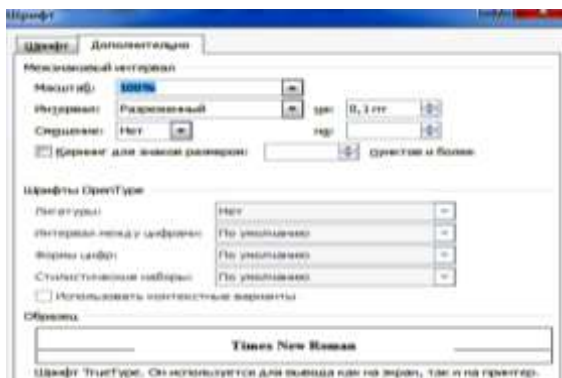 Шрифт
Шрифт Дополнительно
Межзнаковый интервал
Масштаб: 100%
Интервал: Разреженный на: 0,1 пт
Смещение: Нет на:
Кернинг для знаков размером: пунктов и более
Шрифты OpenType
Лигатуры: Нет
Интервал между цифрами: По умолчанию
Формы цифр: По умолчанию
Стилистические наборы: По умолчанию
Использовать контекстные варианты
Образец
Times New Roman
Шрифт TrueType. Он используется для вывода как на экран, так и на принтер.